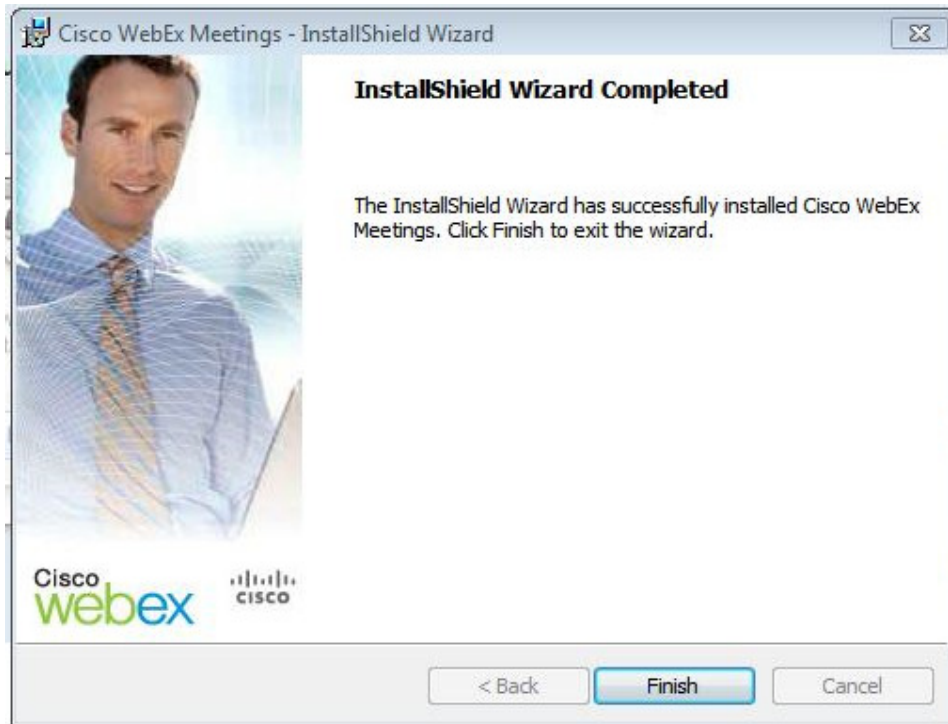 Cisco WebEx Meetings - InstallShield Wizard
InstallShield Wizard Completed
The InstallShield Wizard has successfully installed Cisco WebEx
Meetings. Click Finish to exit the wizard.
Cisco
webex
CISCO
< Back
Finish
Cancel